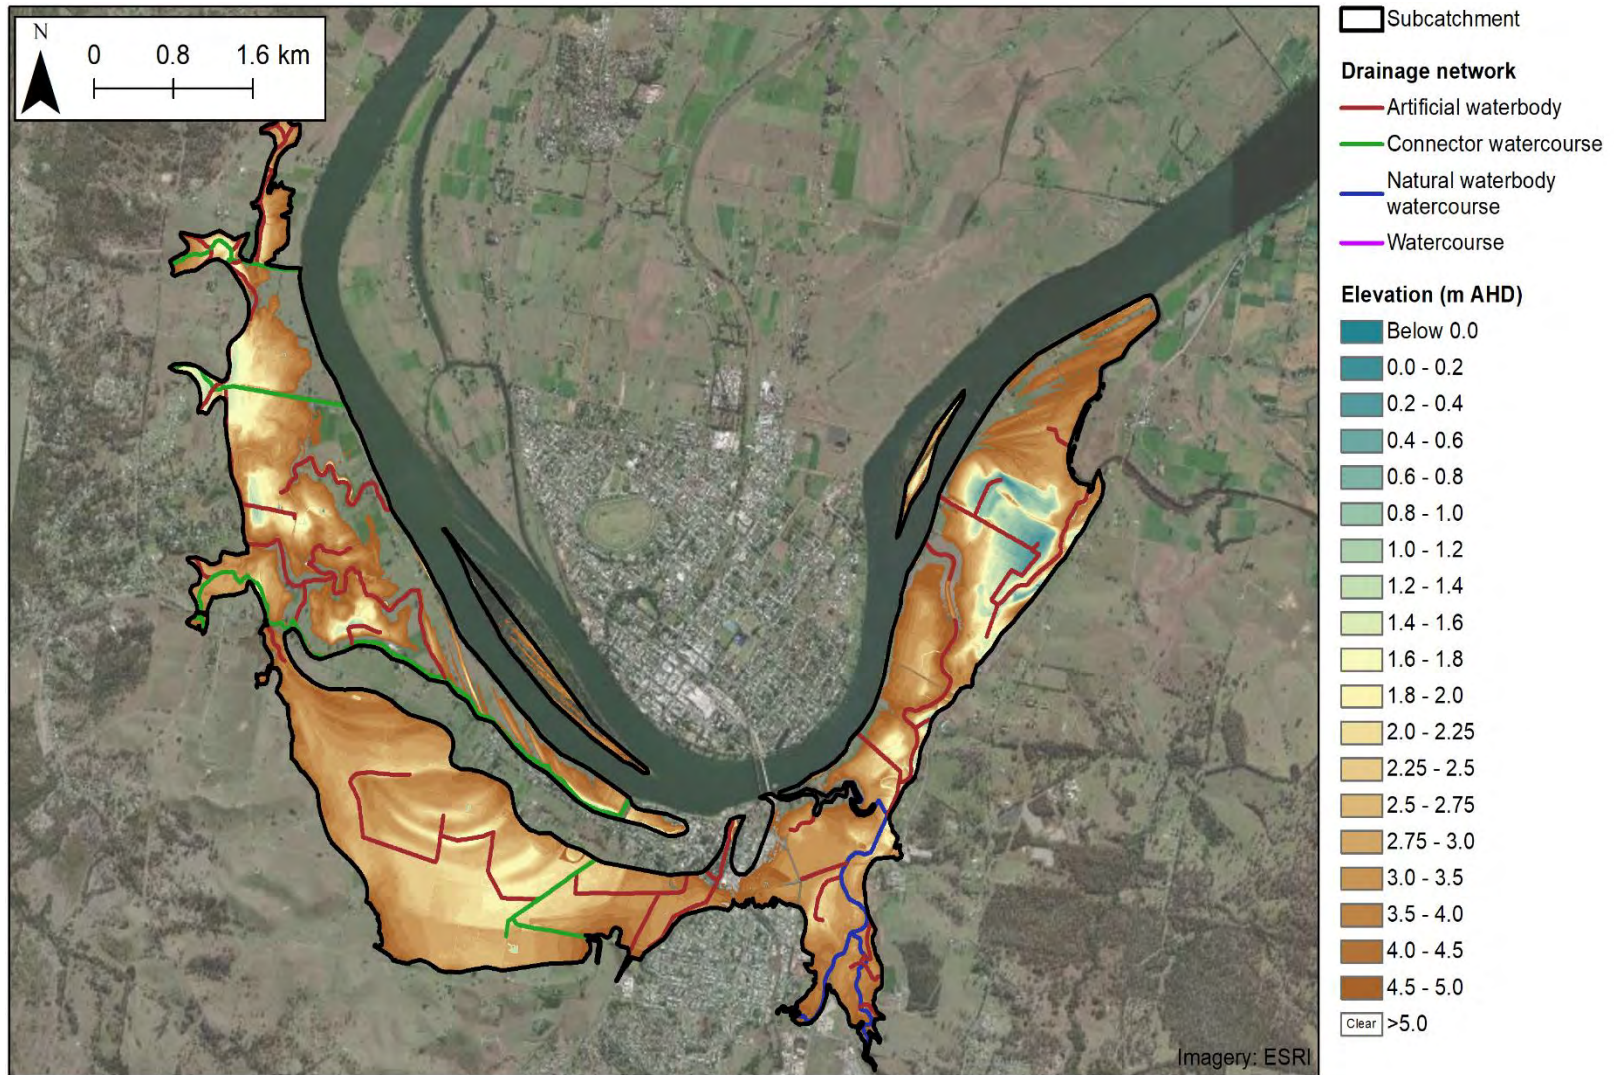 N
0 0.8 1.6 km
Subcatchment
Drainage network
Artificial waterbody
Connector watercourse
Natural waterbody
watercourse
Watercourse
Elevation (m AHD)
Below 0.0
0.0 - 0.2
0.2 - 0.4
0.4 - 0.6
0.6 - 0.8
0.8 - 1.0
1.0 - 1.2
1.2 - 1.4
1.4 - 1.6
1.6 - 1.8
1.8 - 2.0
2.0 - 2.25
2.25 - 2.5
2.5 - 2.75
2.75 - 3.0
3.0 - 3.5
3.5 - 4.0
4.0 - 4.5
4.5 - 5.0
Clear >5.0
Imagery: ESRI